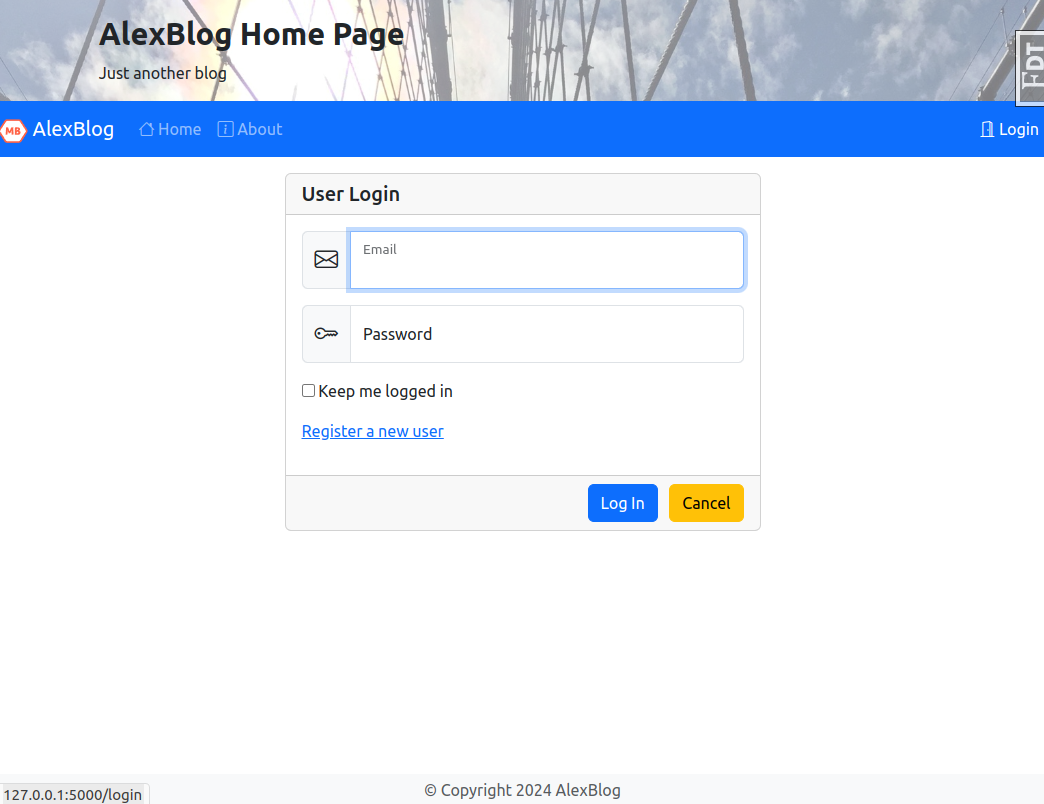 AlexBlog Home Page
Just another blog
FDT
MB AlexBlog Home About Login
User Login
Email
Password
Keep me logged in
Register a new user
Log In Cancel
© Copyright 2024 AlexBlog
127.0.0.1:5000/login